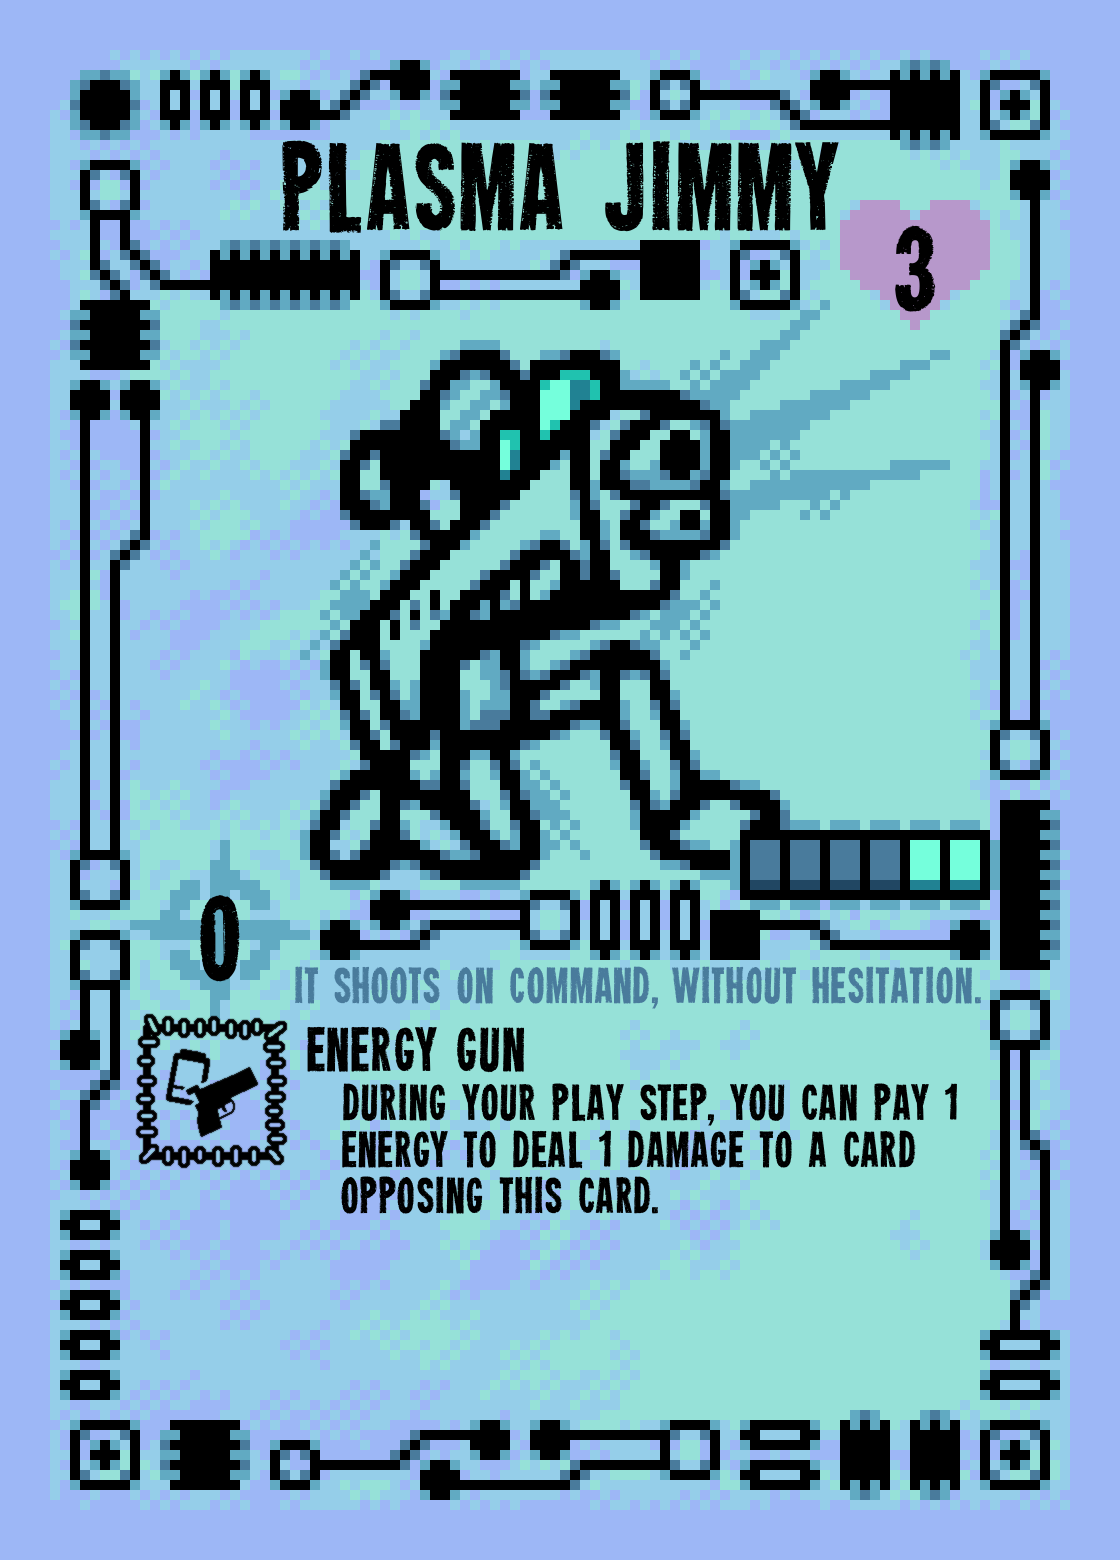 PLASMA JIMMY
3
0
IT SHOOTS ON COMMAND, WITHOUT HESITATION.
ENERGY GUN
DURING YOUR PLAY STEP, YOU CAN PAY 1
ENERGY TO DEAL 1 DAMAGE TO A CARD
OPPOSING THIS CARD.